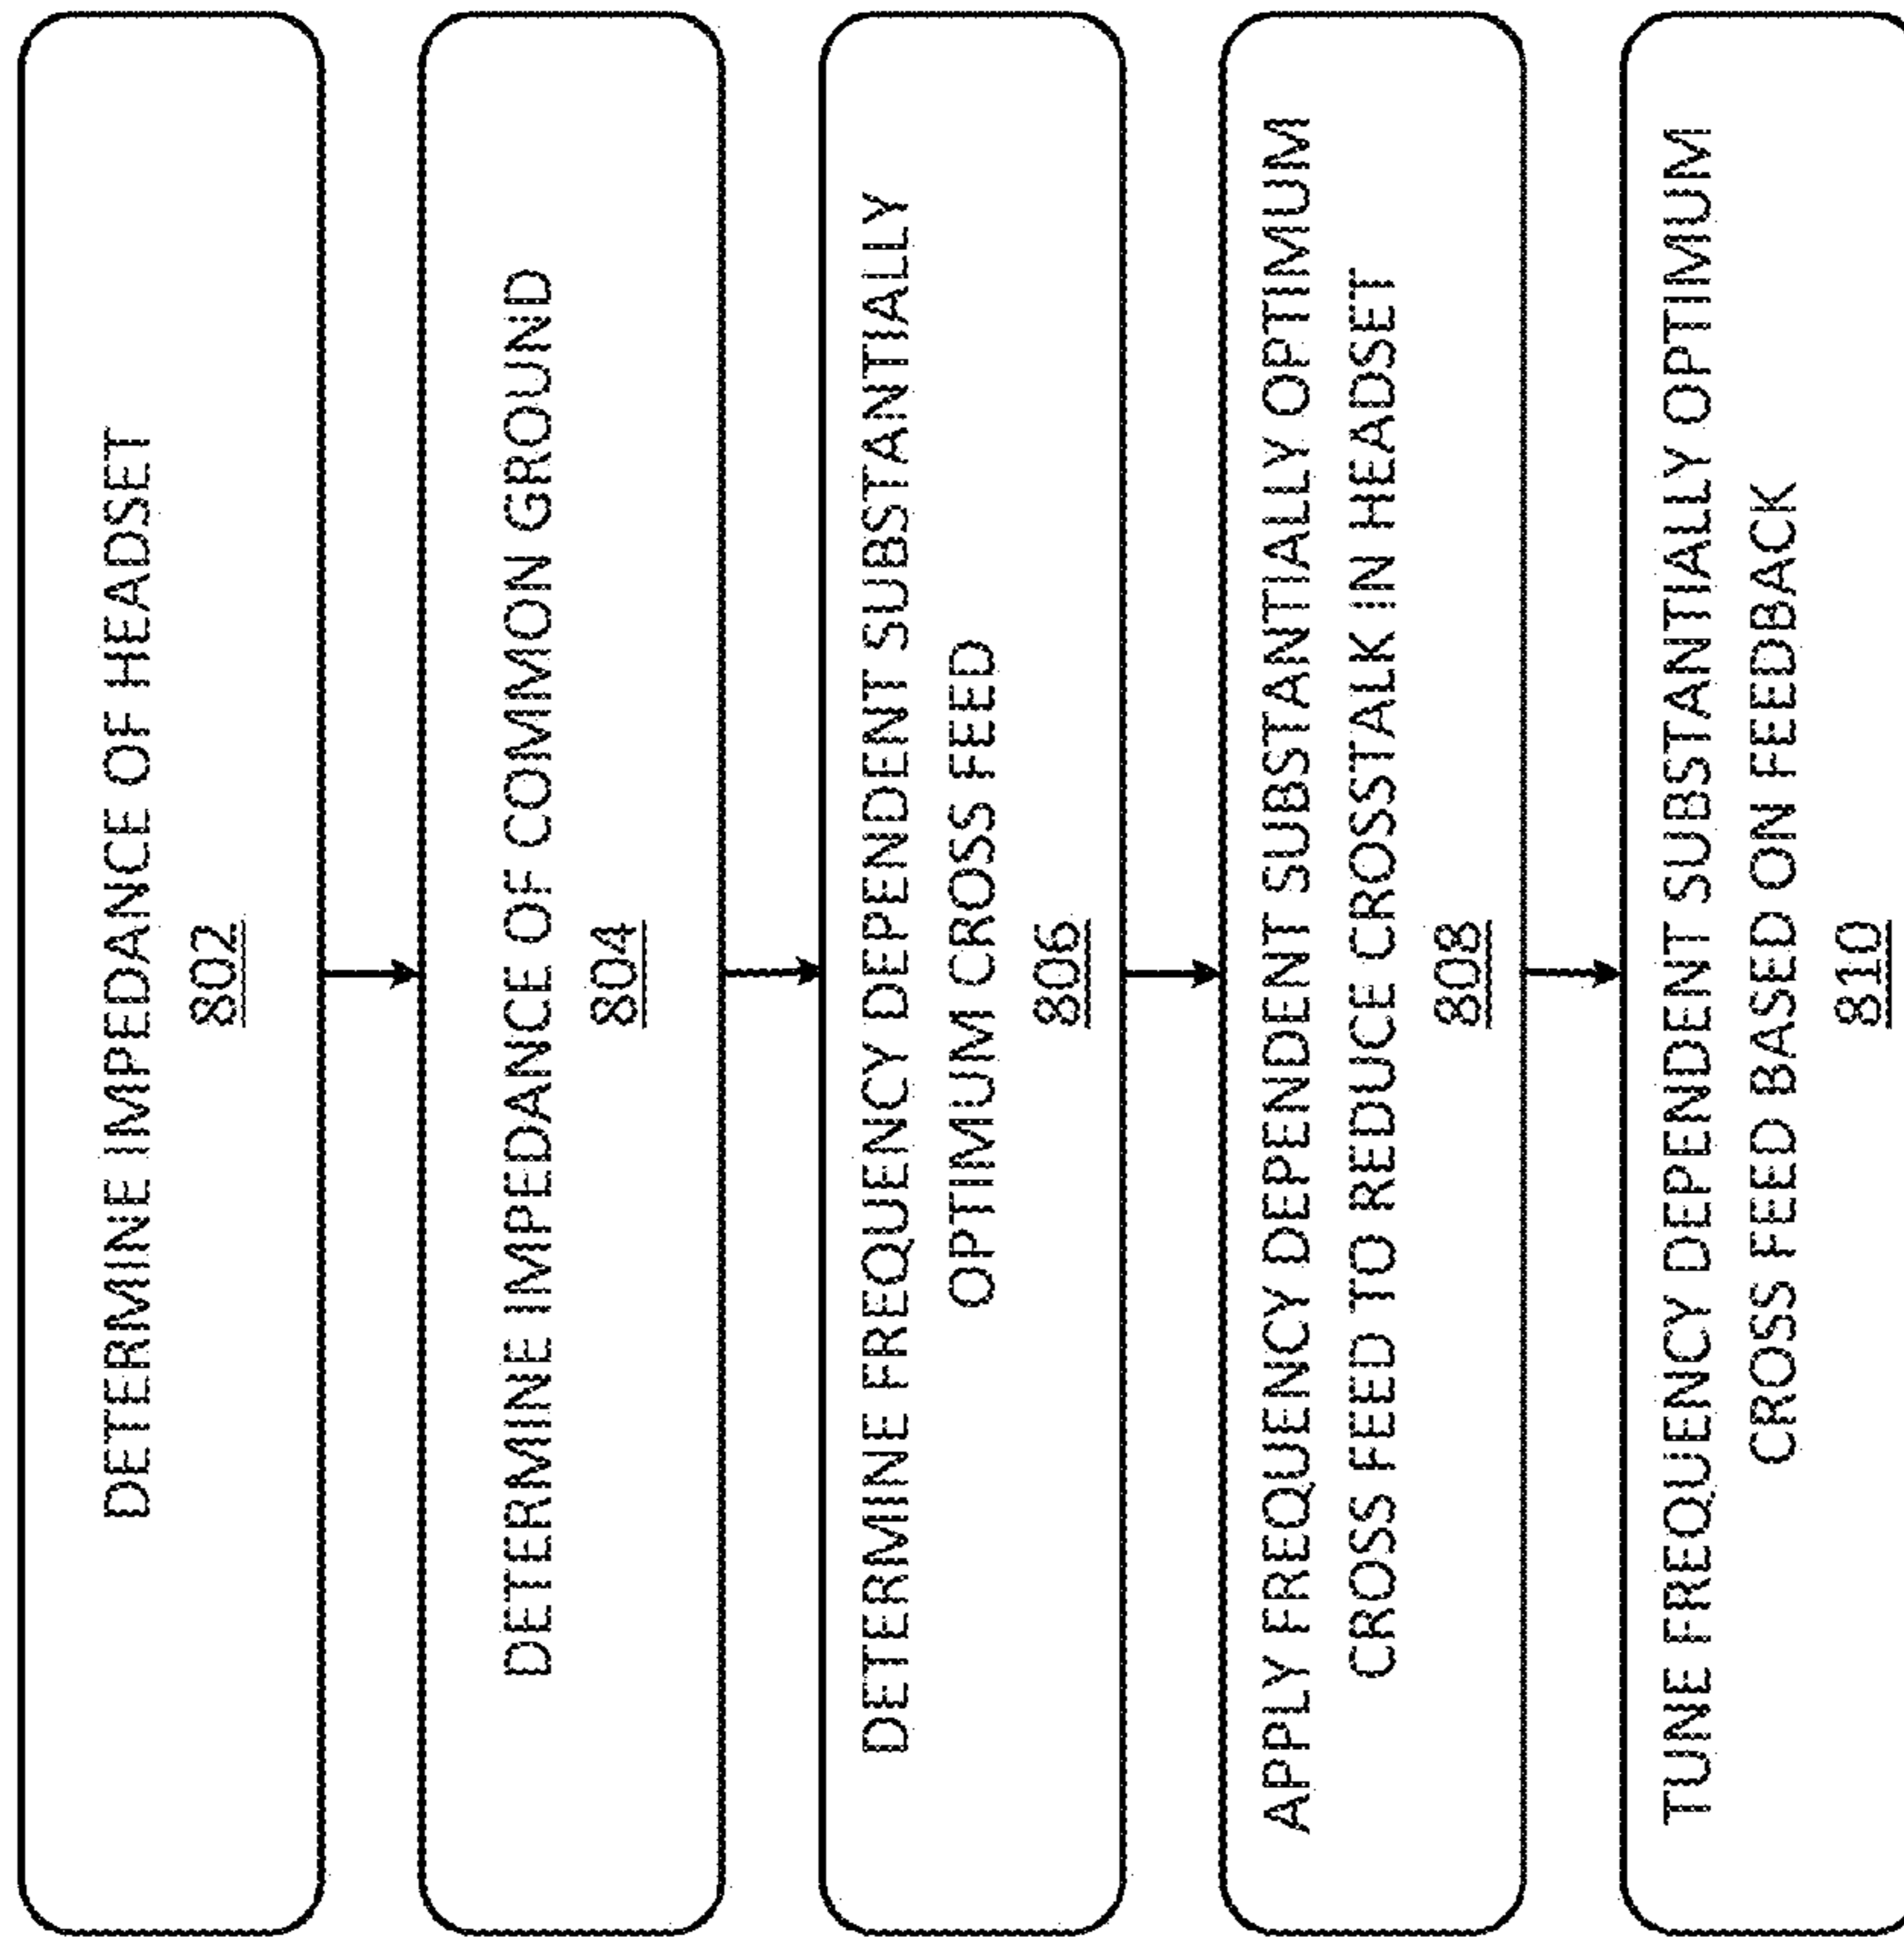 DETERMINE IMPEDANCE OF HEADSET
802
DETERMINE IMPEDANCE OF COMMON GROUND
804
DETERMINE FREQUENCY DEPENDENT SUBSTANTIALLY
OPTIMUM CROSS FEED
806
APPLY FREQUENCY DEPENDENT SUBSTANTIALLY OPTIMUM
CROSS FEED TO REDUCE CROSSTALK IN HEADSET
808
TUNE FREQUENCY DEPENDENT SUBSTANTIALLY OPTIMUM
CROSS FEED BASED ON FEEDBACK
810